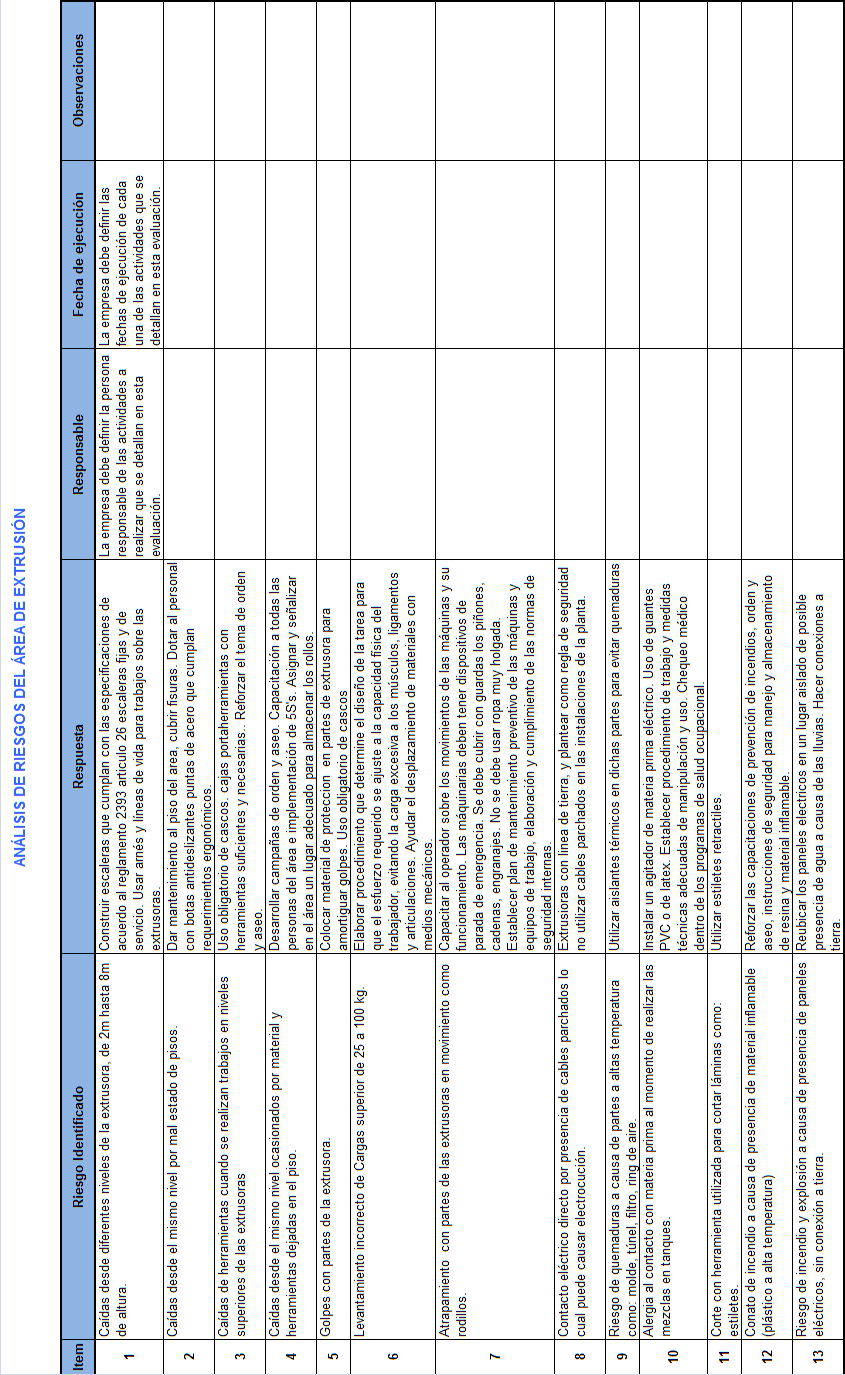 ANÁLISIS DE RIESGOS DEL ÁREA DE EXTRUSIÓN
Item
Riesgo Identificado
Respuesta
Responsable
Fecha de ejecución
Observaciones
1
Caídas desde diferentes niveles de la extrusora, de 2m hasta 8m
de altura.
Construir escaleras que cumplan con las especificaciones de
acuerdo al reglamento 2393 artículo 26 escaleras fijas y de
servicio. Usar arnés y líneas de vida para trabajos sobre las
extrusoras.
La empresa debe definir la persona
responsable de las actividades a
realizar que se detallan en esta
evaluación.
La empresa debe definir las
fechas de ejecución de cada
una de las actividades que se
detallan en esta evaluación.
2
Caídas desde el mismo nivel por mal estado de pisos.
Dar mantenimiento al piso del area, cubrir fisuras. Dotar al personal
con botas antideslizantes puntas de acero que cumplan
requerimientos ergonómicos.
3
Caídas de herramientas cuando se realizan trabajos en niveles
superiores de las extrusoras
Uso obligatorio de cascos. cajas portaherramientas con
herramientas suficientes y necesarias.. Reforzar el tema de orden
y aseo.
4
Caídas desde el mismo nivel ocasionados por material y
herramientas dejadas en el piso.
Desarrollar campañas de orden y aseo. Capacitación a todas las
personas del área e implementación de 5S's. Asignar y señalizar
en el área un lugar adecuado para almacenar los rollos.
5
Golpes con partes de la extrusora.
Colocar material de proteccion en partes de extrusora para
amortiguar golpes. Uso obligatorio de cascos
6
Levantamiento incorrecto de Cargas superior de 25 a 100 kg.
Elaborar procedimiento que determine el diseño de la tarea para
que el esfuerzo requerido se ajuste a la capacidad física del
trabajador, evitando la carga excesiva a los músculos, ligamentos
y articulaciones. Ayudar el desplazamiento de materiales con
medios mecánicos.
7
Atrapamiento con partes de las extrusoras en movimiento como
rodillos.
Capacitar al operador sobre los movimientos de las máquinas y su
funcionamiento. Las máquinarias deben tener dispositivos de
parada de emergencia. Se debe cubrir con guardas los piñones,
cadenas, engranajes. No se debe usar ropa muy holgada.
Establecer plan de mantenimiento preventivo de las máquinas y
equipos de trabajo, elaboración y cumplimiento de las normas de
seguridad internas.
8
Contacto eléctrico directo por presencia de cables parchados lo
cual puede causar electrocución.
Extrusioras con linea de tierra, y plantear como regla de seguridad
no utilizar cables parchados en las instalaciones de la planta.
9
Riesgo de quemaduras a causa de partes a altas temperatura
como: molde, túnel, filtro, ring de aire.
Utilizar aislantes térmicos en dichas partes para evitar quemaduras
10
Alergia al contacto con materia prima al momento de realizar las
mezclas en tanques.
Instalar un agitador de materia prima eléctrico. Uso de guantes
PVC o de latex. Establecer procedimiento de trabajo y medidas
técnicas adecuadas de manipulación y uso. Chequeo médico
dentro de los programas de salud ocupacional.
11
Corte con herramienta utilizada para cortar láminas como:
estiletes.
Utilizar estiletes retractiles.
12
Conato de incendio a causa de presencia de material inflamable
(plástico a alta temperatura)
Reforzar las capacitaciones de prevención de incendios, orden y
aseo, instrucciones de seguridad para manejo y almacenamiento
de resina y material inflamable.
13
Riesgo de incendio y explosión a causa de presencia de paneles
eléctricos, sin conexión a tierra.
Reubicar los paneles electricos en un lugar aislado de posible
presencia de agua a causa de las lluvias. Hacer conexiones a
tierra.